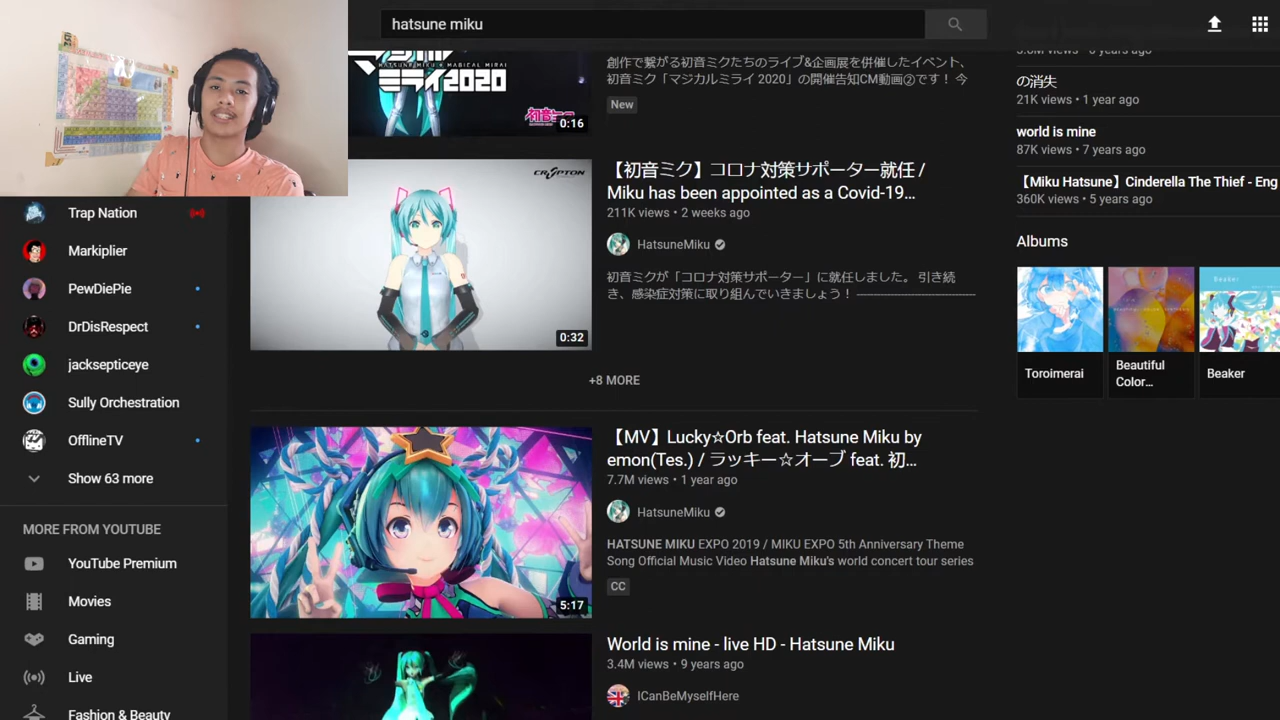 hatsune miku
ミライ2020
初音ミク
0:16
創作で繋がる初音ミクたちのライブ&企画展を併催したイベント、
初音ミク「マジカルミライ 2020」の開催告知CM動画②です！ 今
New
CRYPTON
0:32
【初音ミク】コロナ対策サポーター就任 /
Miku has been appointed as a Covid-19...
211K views • 2 weeks ago
HatsuneMiku
初音ミクが「コロナ対策サポーター」に就任しました。 引き続
き、感染症対策に取り組んでいきましょう！ -----------------------------------
+8 MORE
5:17
【MV】Lucky☆Orb feat. Hatsune Miku by
emon(Tes.) / ラッキー☆オーブ feat. 初...
7.7M views • 1 year ago
HatsuneMiku
HATSUNE MIKU EXPO 2019 / MIKU EXPO 5th Anniversary Theme
Song Official Music Video Hatsune Miku's world concert tour series
CC
World is mine - live HD - Hatsune Miku
3.4M views • 9 years ago
ICanBeMyselfHere
の消失
21K views • 1 year ago
world is mine
87K views • 7 years ago
【Miku Hatsune】Cinderella The Thief - Eng
360K views • 5 years ago
Albums
Toroimerai
Beautiful
Color...
Beaker
Beaker
Trap Nation
Markiplier
PewDiePie
DrDisRespect
jacksepticeye
Sully Orchestration
OfflineTV
Show 63 more
MORE FROM YOUTUBE
YouTube Premium
Movies
Gaming
Live
Fashion & Beauty